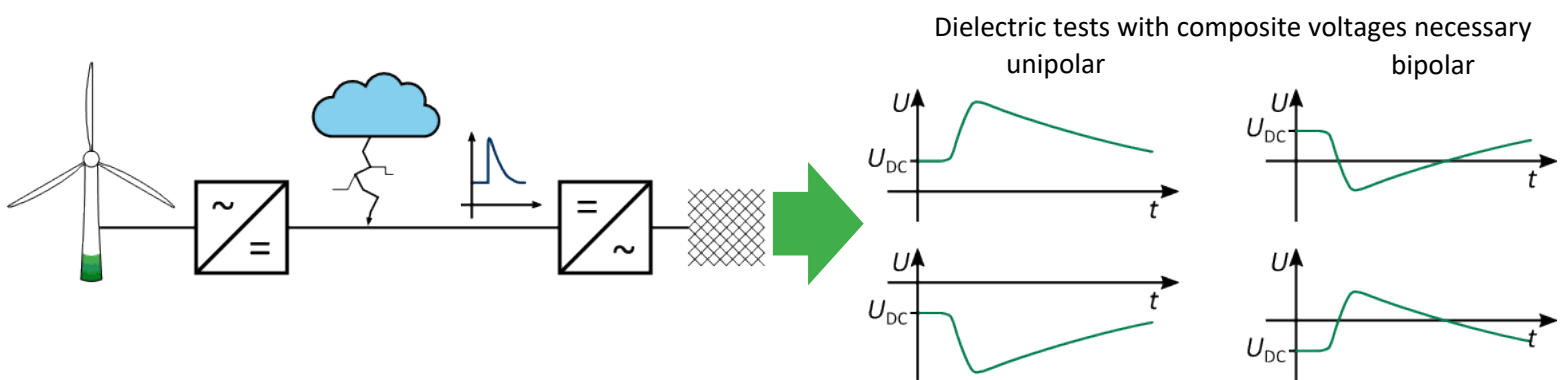 Dielectric tests with composite voltages necessary
unipolar
bipolar
~
=
=
~
U
U_DC
t
U
U_DC
t
U
U_DC
t
U
U_DC
t